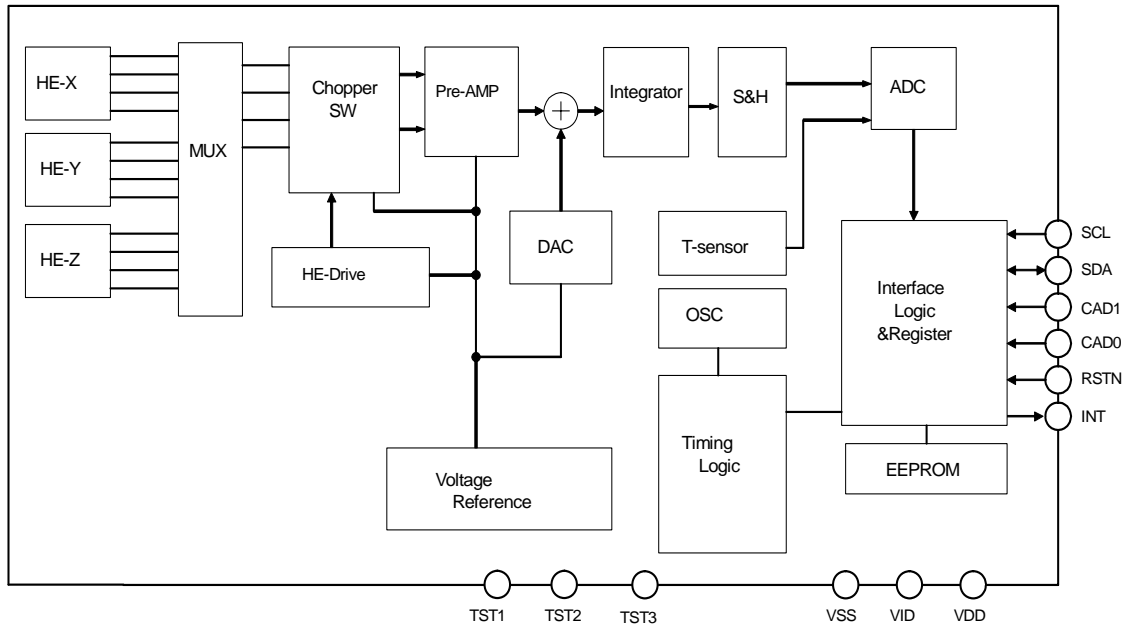 HE-X
HE-Y
HE-Z
MUX
Chopper
SW
Pre-AMP
Integrator
S&H
ADC
HE-Drive
DAC
T-sensor
OSC
Timing
Logic
Voltage
Reference
Interface
Logic
&Register
EEPROM
SCL
SDA
CAD1
CAD0
RSTN
INT
TST1
TST2
TST3
VSS
VID
VDD